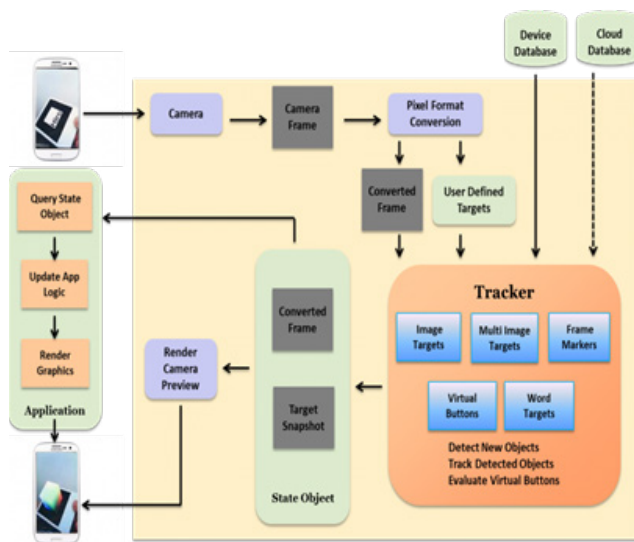 Device
Database
Cloud
Database
Camera
Camera
Frame
Pixel Format
Conversion
Converted
Frame
User Defined
Targets
Query State
Object
Update App
Logic
Render
Graphics
Application
Render
Camera
Preview
Converted
Frame
Target
Snapshot
State Object
Tracker
Image
Targets
Multi Image
Targets
Frame
Markers
Virtual
Buttons
Word
Targets
Detect New Objects
Track Detected Objects
Evaluate Virtual Buttons